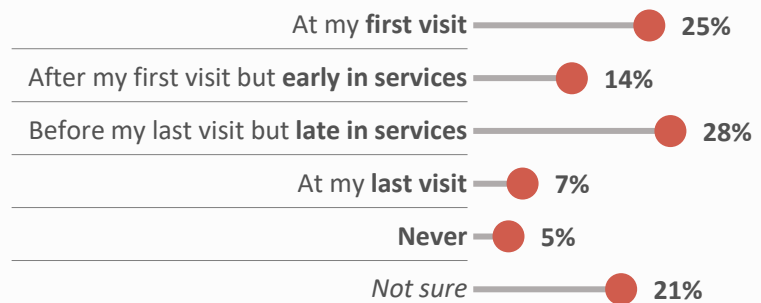 At my first visit 25%
After my first visit but early in services 14%
Before my last visit but late in services 28%
At my last visit 7%
Never 5%
Not sure 21%